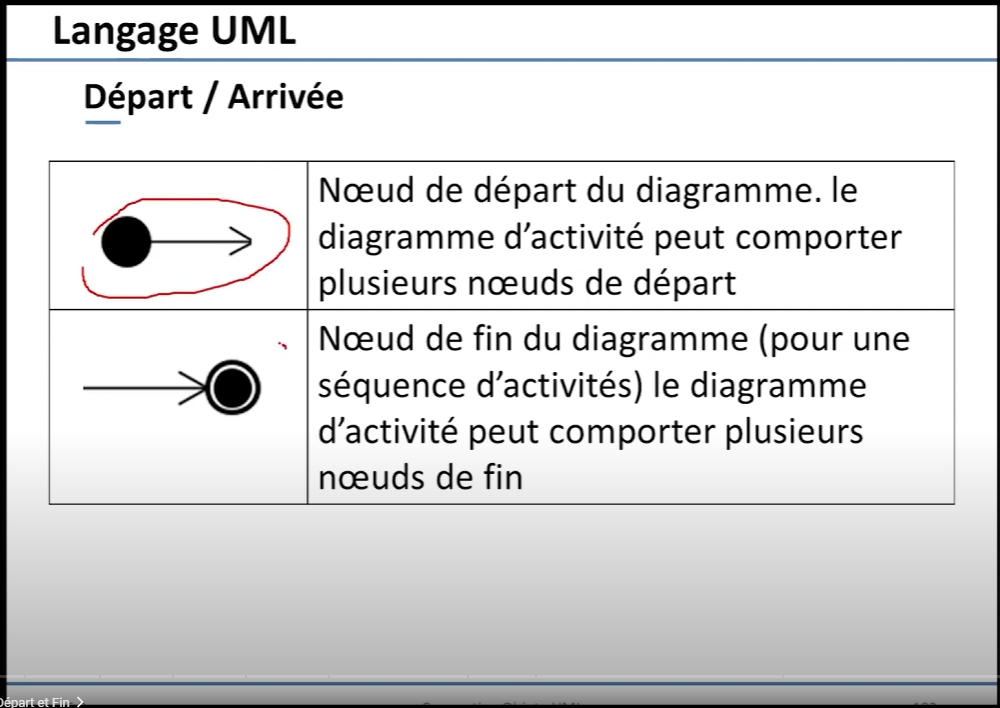 Langage UML
Départ / Arrivée
Nœud de départ du diagramme. le
diagramme d’activité peut comporter
plusieurs nœuds de départ
Nœud de fin du diagramme (pour une
séquence d’activités) le diagramme
d’activité peut comporter plusieurs
nœuds de fin
Départ et Fin